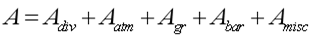 A = A_div + A_atm + A_gr + A_bar + A_misc